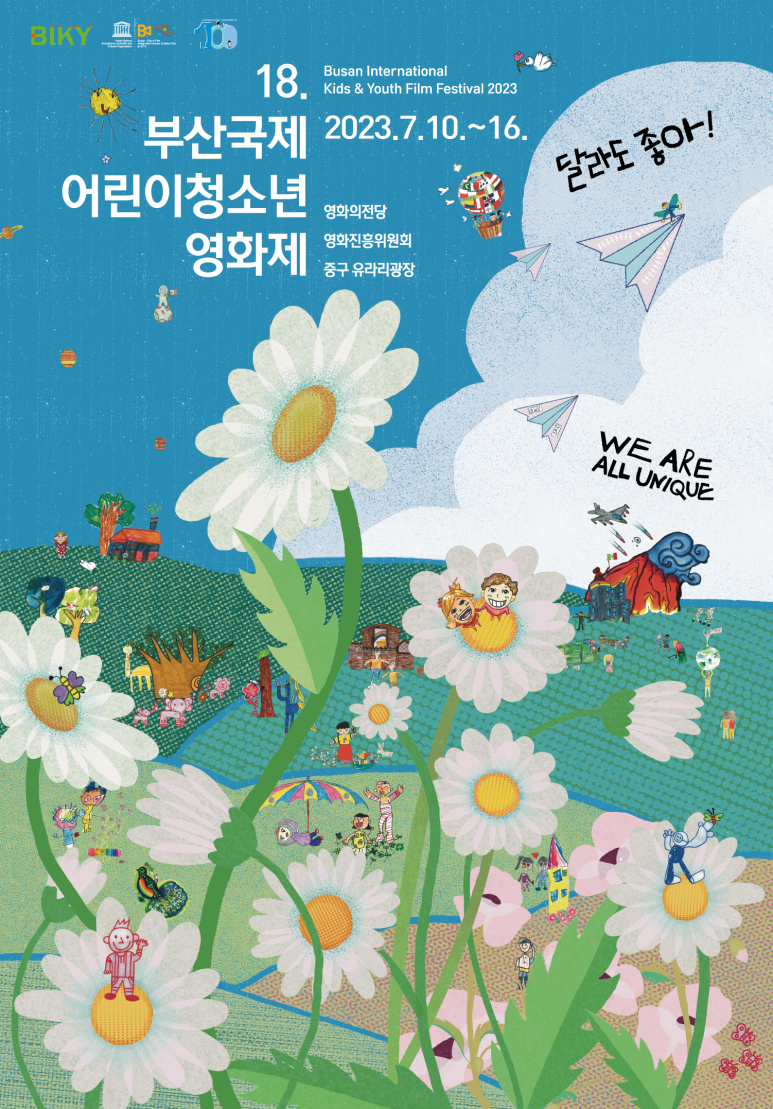 BIKY
100
18.
부산국제
어린이청소년
영화제
Busan International
Kids & Youth Film Festival 2023
2023.7.10.~16.
영화의전당
영화진흥위원회
중구 유라리광장
달라도 좋아~!
WE ARE
ALL UNIQUE